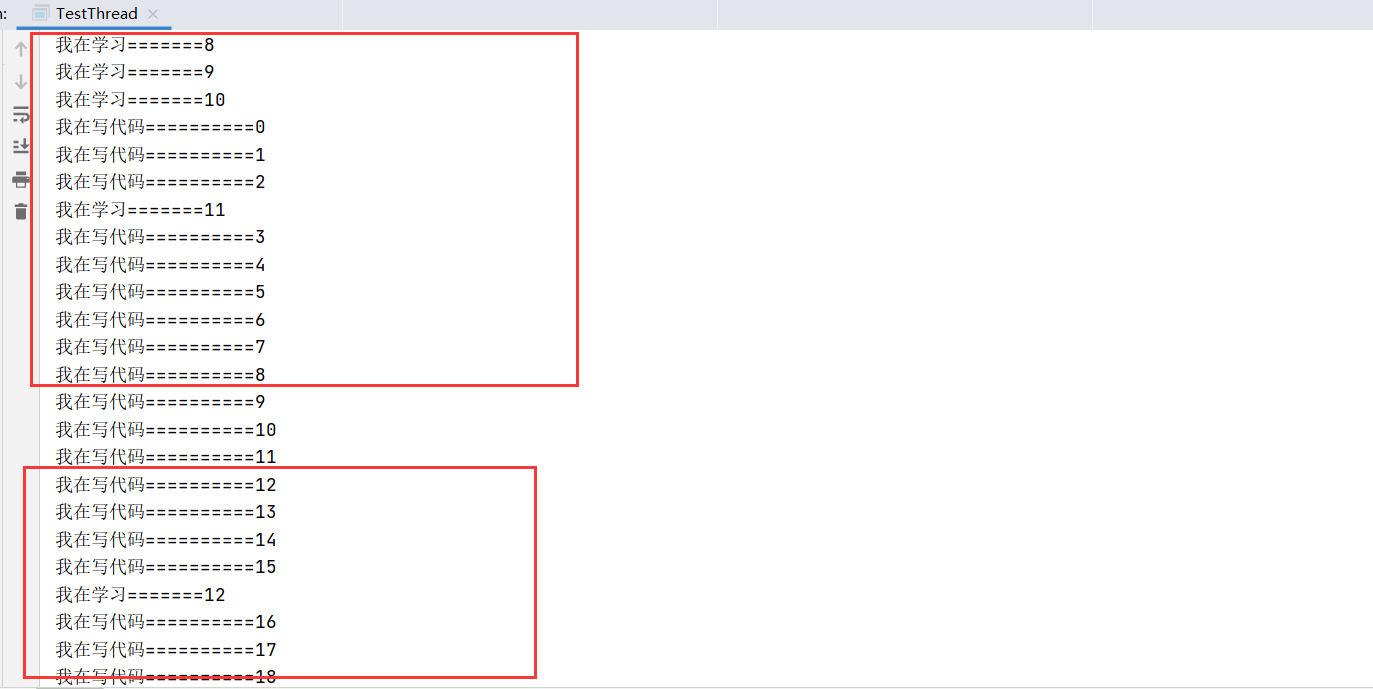 n:
TestThread
我在学习=======8
我在学习=======9
我在学习=======10
我在写代码==========0
我在写代码==========1
我在写代码==========2
我在学习=======11
我在写代码==========3
我在写代码==========4
我在写代码==========5
我在写代码==========6
我在写代码==========7
我在写代码==========8
我在写代码==========9
我在写代码==========10
我在写代码==========11
我在写代码==========12
我在写代码==========13
我在写代码==========14
我在写代码==========15
我在学习=======12
我在写代码==========16
我在写代码==========17
我在写代码==========18